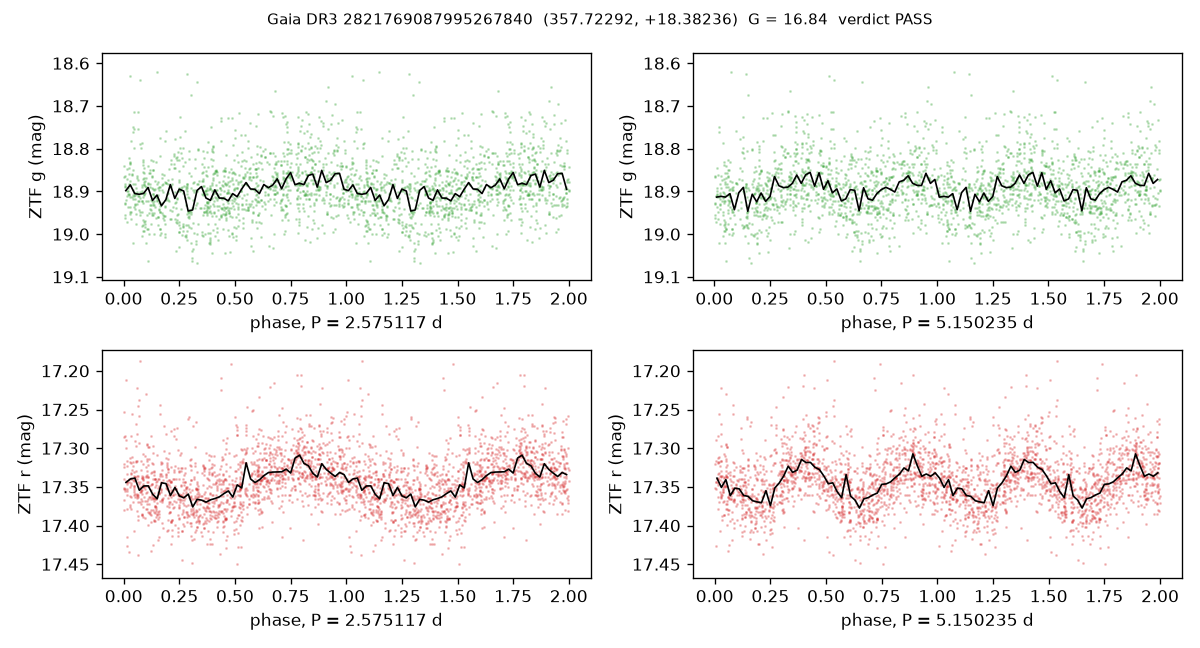 Gaia DR3 2821769087995267840 (357.72292, +18.38236) G = 16.84 verdict PASS
ZTF g (mag)
18.6
18.7
18.8
18.9
19.0
19.1
0.00 0.25 0.50 0.75 1.00 1.25 1.50 1.75 2.00
phase, P = 2.575117 d
ZTF g (mag)
18.6
18.7
18.8
18.9
19.0
19.1
0.00 0.25 0.50 0.75 1.00 1.25 1.50 1.75 2.00
phase, P = 5.150235 d
ZTF r (mag)
17.20
17.25
17.30
17.35
17.40
17.45
0.00 0.25 0.50 0.75 1.00 1.25 1.50 1.75 2.00
phase, P = 2.575117 d
ZTF r (mag)
17.20
17.25
17.30
17.35
17.40
17.45
0.00 0.25 0.50 0.75 1.00 1.25 1.50 1.75 2.00
phase, P = 5.150235 d